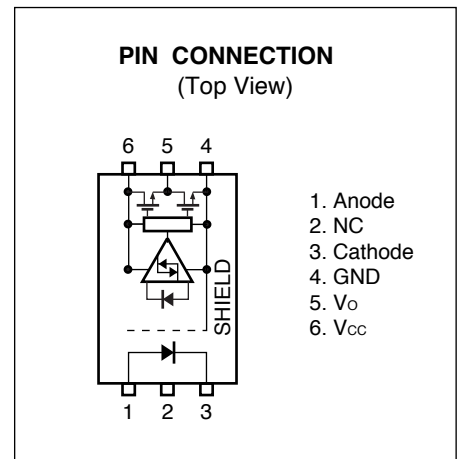 PIN CONNECTION
(Top View)
6 5 4
SHIELD
1 2 3
1. Anode
2. NC
3. Cathode
4. GND
5. Vo
6. Vcc